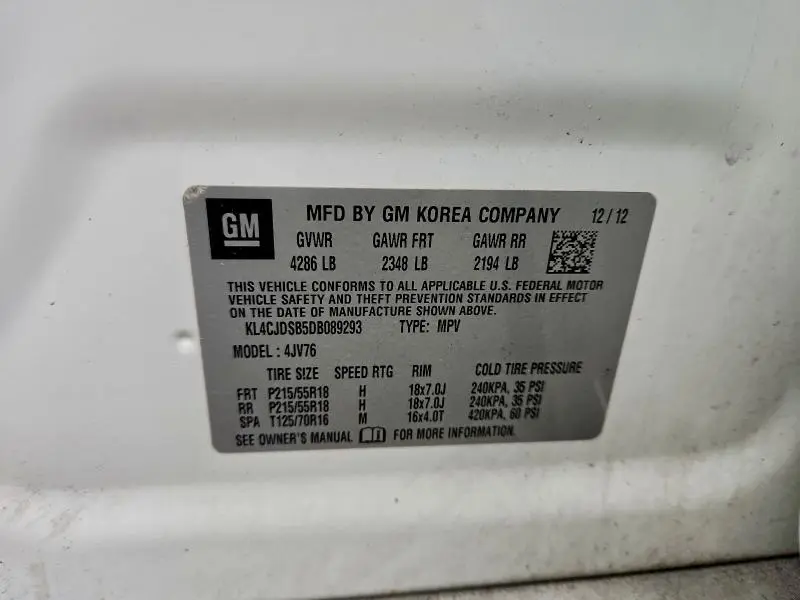 GM
MFD BY GM KOREA COMPANY 12/12
GVWR GAWR FRT GAWR RR
4286 LB 2348 LB 2194 LB
THIS VEHICLE CONFORMS TO ALL APPLICABLE U.S. FEDERAL MOTOR
VEHICLE SAFETY AND THEFT PREVENTION STANDARDS IN EFFECT
ON THE DATE OF MANUFACTURE SHOWN ABOVE.
KL4CJDSB5DB089293 TYPE: MPV
MODEL: 4JV76
TIRE SIZE SPEED RTG RIM COLD TIRE PRESSURE
FRT P215/55R18 H 18x7.0J 240KPA, 35 PSI
RR P215/55R18 H 18x7.0J 240KPA, 35 PSI
SPA T125/70R16 M 16x4.0T 420KPA, 60 PSI
SEE OWNER'S MANUAL FOR MORE INFORMATION.